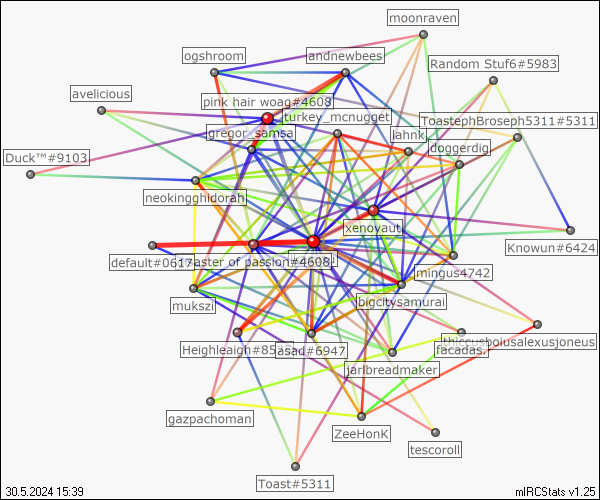 moonraven
ogshroom
andnewbees
Random Stuf6#5983
avelicious
pink hair woag#4608
turkey_mcnugget
ToastephBroseph5311#5311
gregor_samsa
jahnk
doggerdig
Duck™#9103
neokingghidorah
xenovaut
Knowun#6424
default#0617
master of passion#4608
mingus4742
mukszi
bigcitysamurai
Heighleaigh#85
asad#6947
thiccusboiusalexusjoneus
facadas.
jarlbreadmaker
gazpachoman
ZeeHonK
tescoroll
Toast#5311
30.5.2024 15:39
mIRCStats v1.25